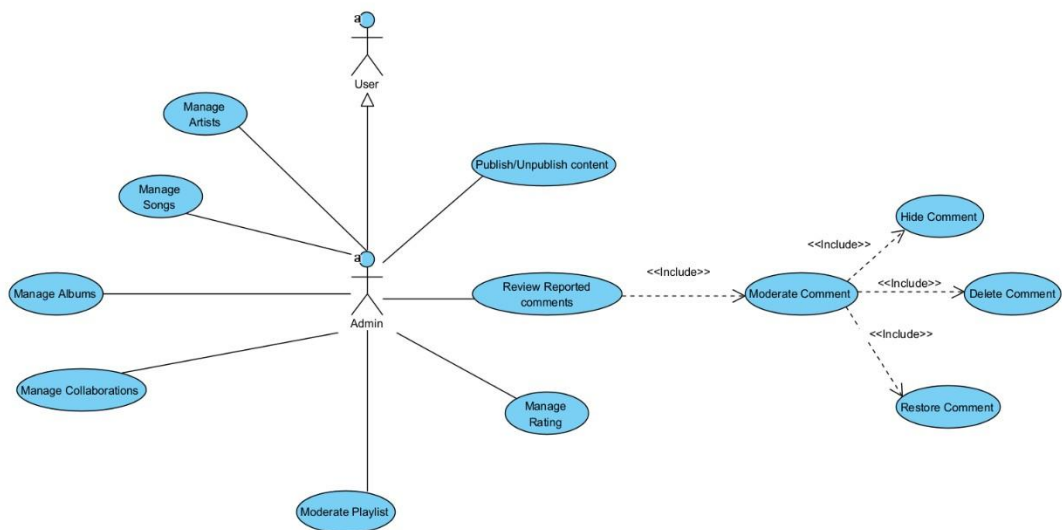 a
User
Manage
Artists
Publish/Unpublish content
Manage
Songs
Hide Comment
<<Include>>
a
<<Include>>
Manage Albums
Review Reported
comments
Moderate Comment
<<Include>>
Delete Comment
Admin
<<Include>>
Manage Collaborations
Manage
Rating
Restore Comment
Moderate Playlist